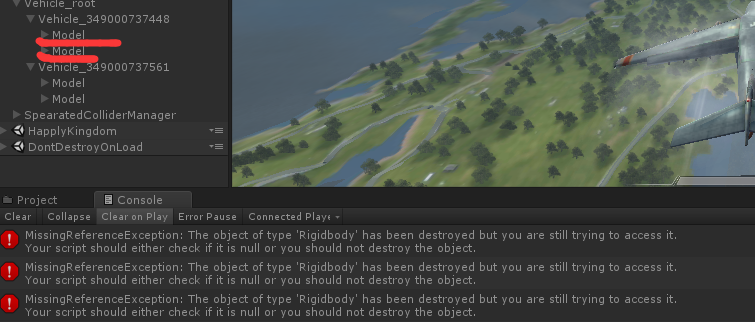 Vehicle_root
Vehicle_349000737448
Model
Model
Vehicle_349000737561
Model
Model
SpearatedColliderManager
HapplyKingdom
DontDestroyOnLoad
Project
Console
Clear Collapse Clear on Play Error Pause Connected Playe
MissingReferenceException: The object of type 'Rigidbody' has been destroyed but you are still trying to access it.
Your script should either check if it is null or you should not destroy the object.
MissingReferenceException: The object of type 'Rigidbody' has been destroyed but you are still trying to access it.
Your script should either check if it is null or you should not destroy the object.
MissingReferenceException: The object of type 'Rigidbody' has been destroyed but you are still trying to access it.
Your script should either check if it is null or you should not destroy the object.